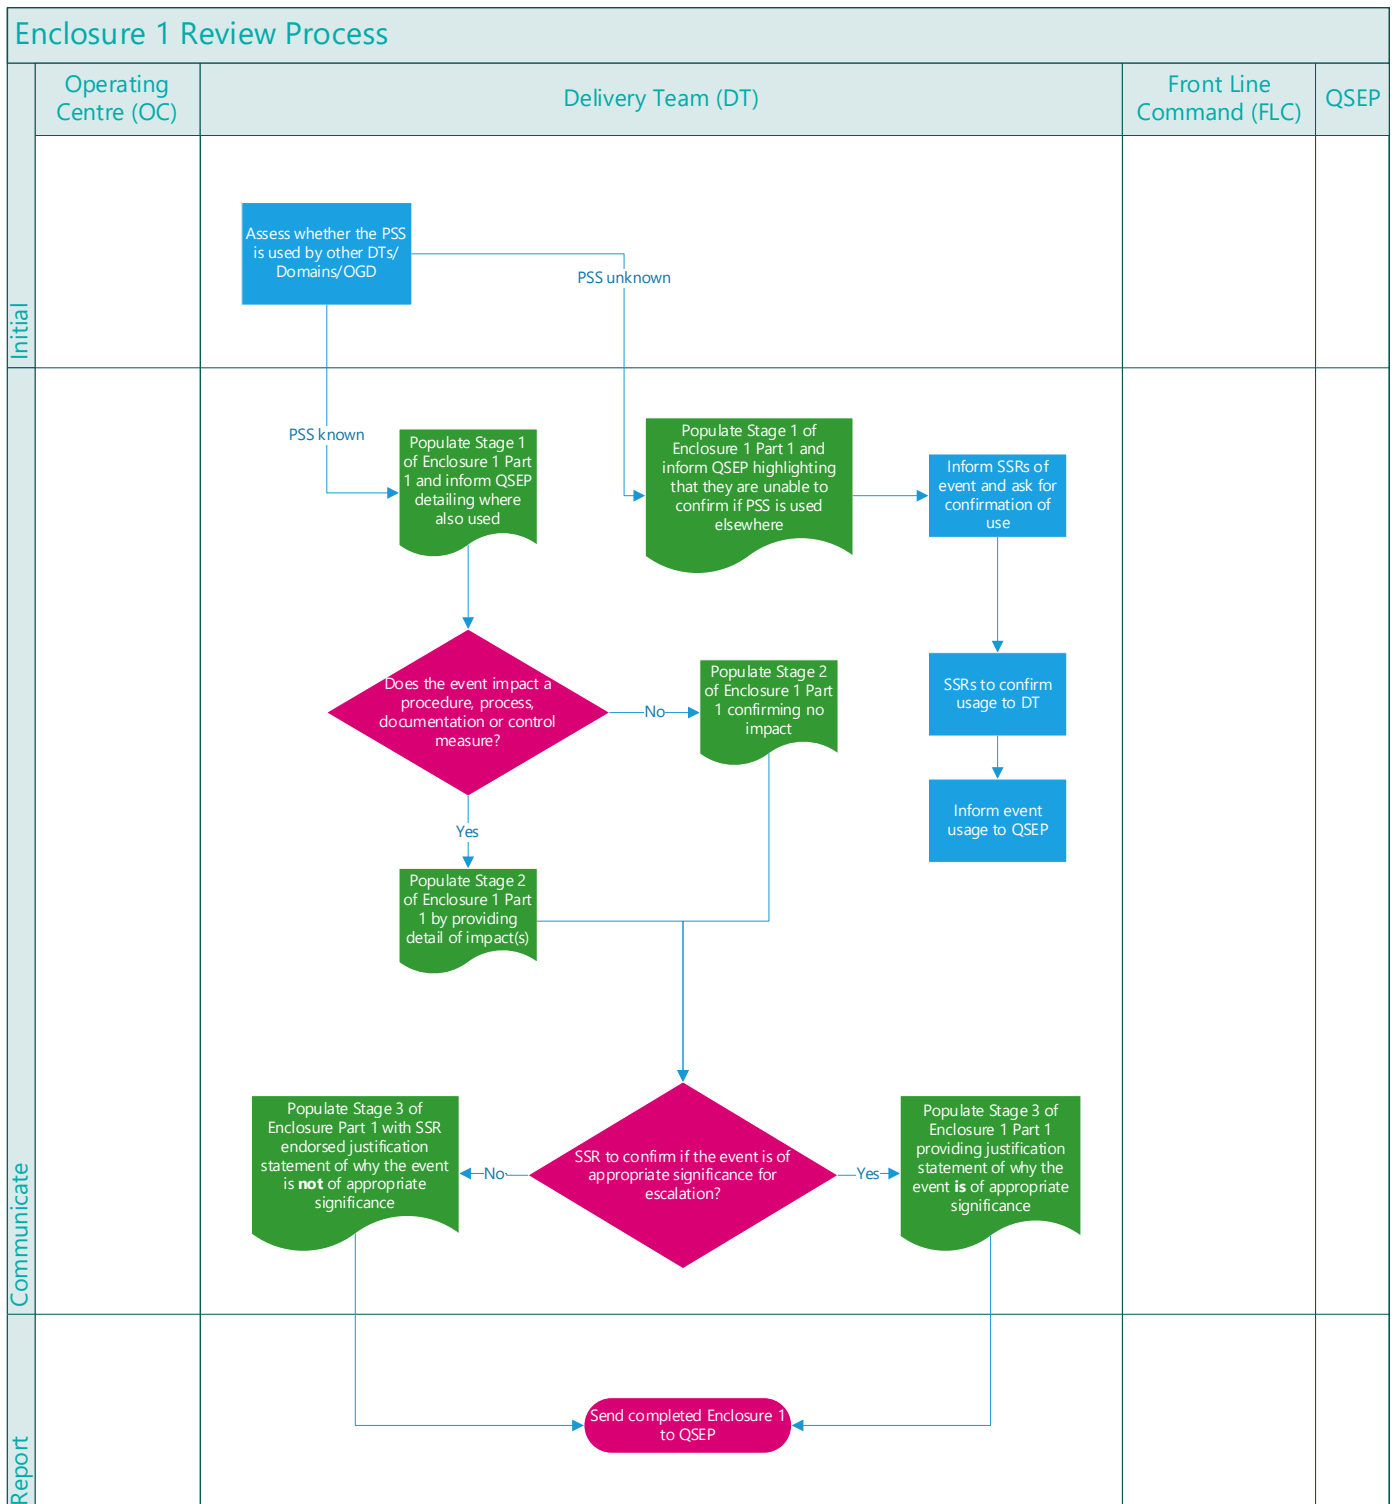 Enclosure 1 Review Process
Operating
Centre (OC)
Delivery Team (DT)
Front Line
Command (FLC)
QSEP
Initial
Assess whether the PSS
is used by other DTs/
Domains/OGD
PSS unknown
PSS known
Communicate
Populate Stage 1
of Enclosure 1 Part
1 and inform QSEP
detailing where
also used
Populate Stage 1 of
Enclosure 1 Part 1 and
inform QSEP highlighting
that they are unable to
confirm if PSS is used
elsewhere
Inform SSRs of
event and ask for
confirmation of
use
Does the event impact a
procedure, process,
documentation or control
measure?
No
Populate Stage 2
of Enclosure 1 Part
1 confirming no
impact
SSRs to confirm
usage to DT
Inform event
usage to QSEP
Yes
Populate Stage 2
of Enclosure 1 Part
1 by providing
detail of impact(s)
Populate Stage 3 of
Enclosure Part 1 with SSR
endorsed justification
statement of why the event
is not of appropriate
significance
No
SSR to confirm if the event is of
appropriate significance for
escalation?
Yes
Populate Stage 3 of
Enclosure 1 Part 1
providing justification
statement of why the
event is of appropriate
significance
Report
Send completed Enclosure 1
to QSEP